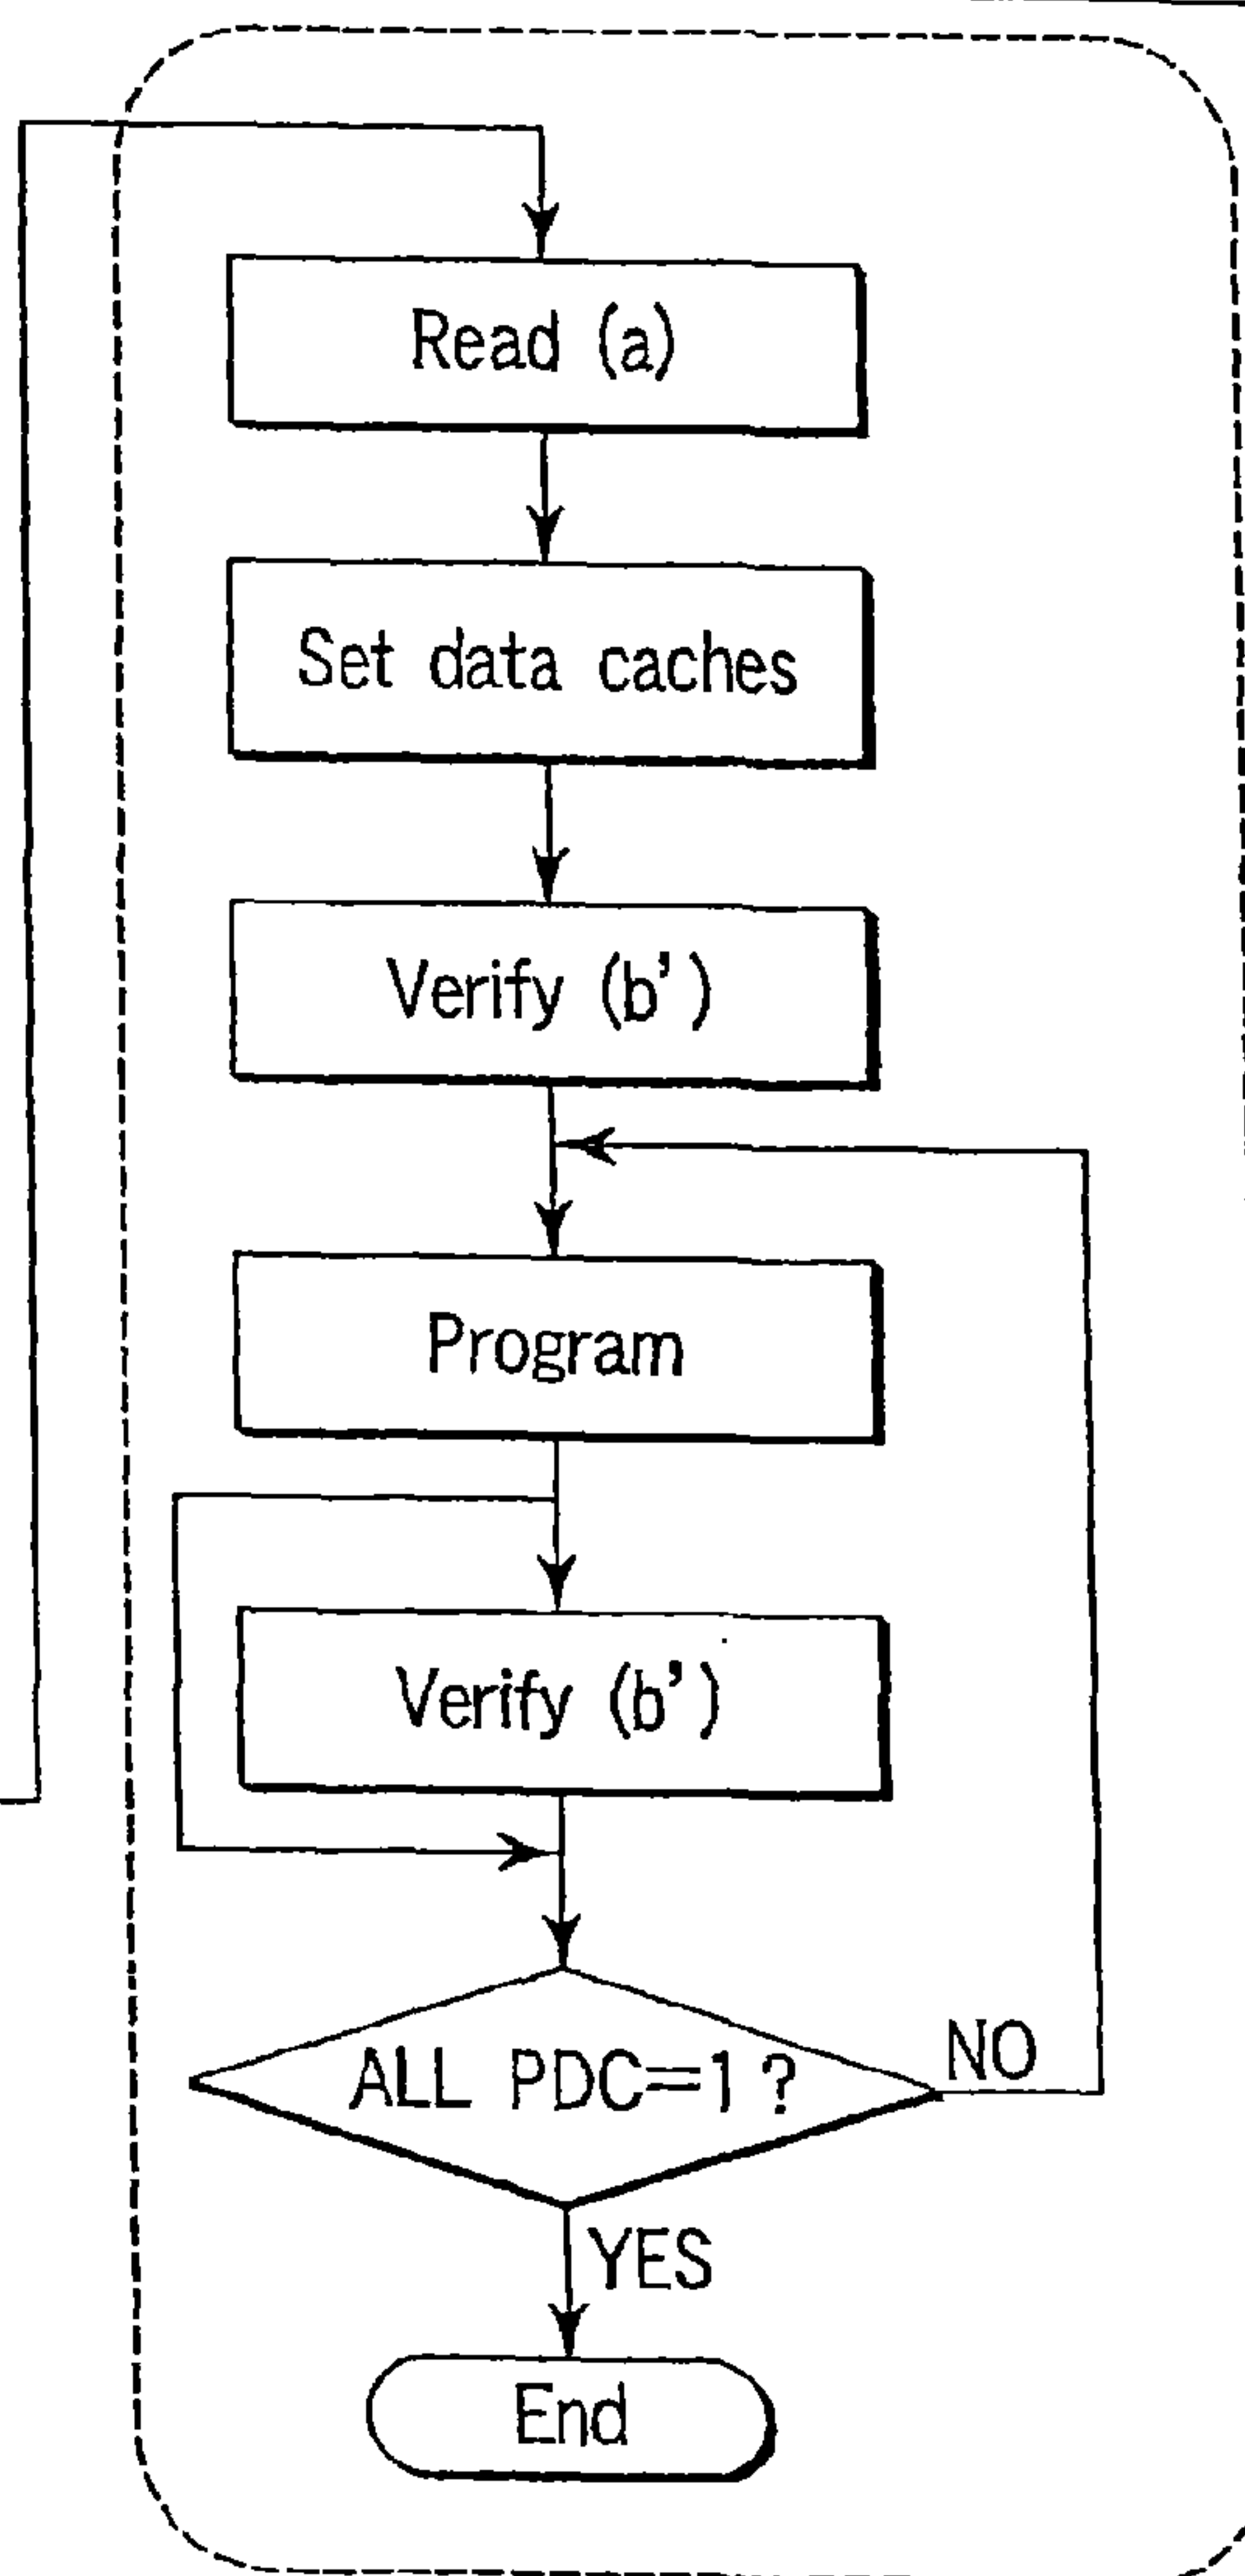 Read (a)
Set data caches
Verify (b')
Program
Verify (b')
ALL PDC=1 ?
NO
YES
End